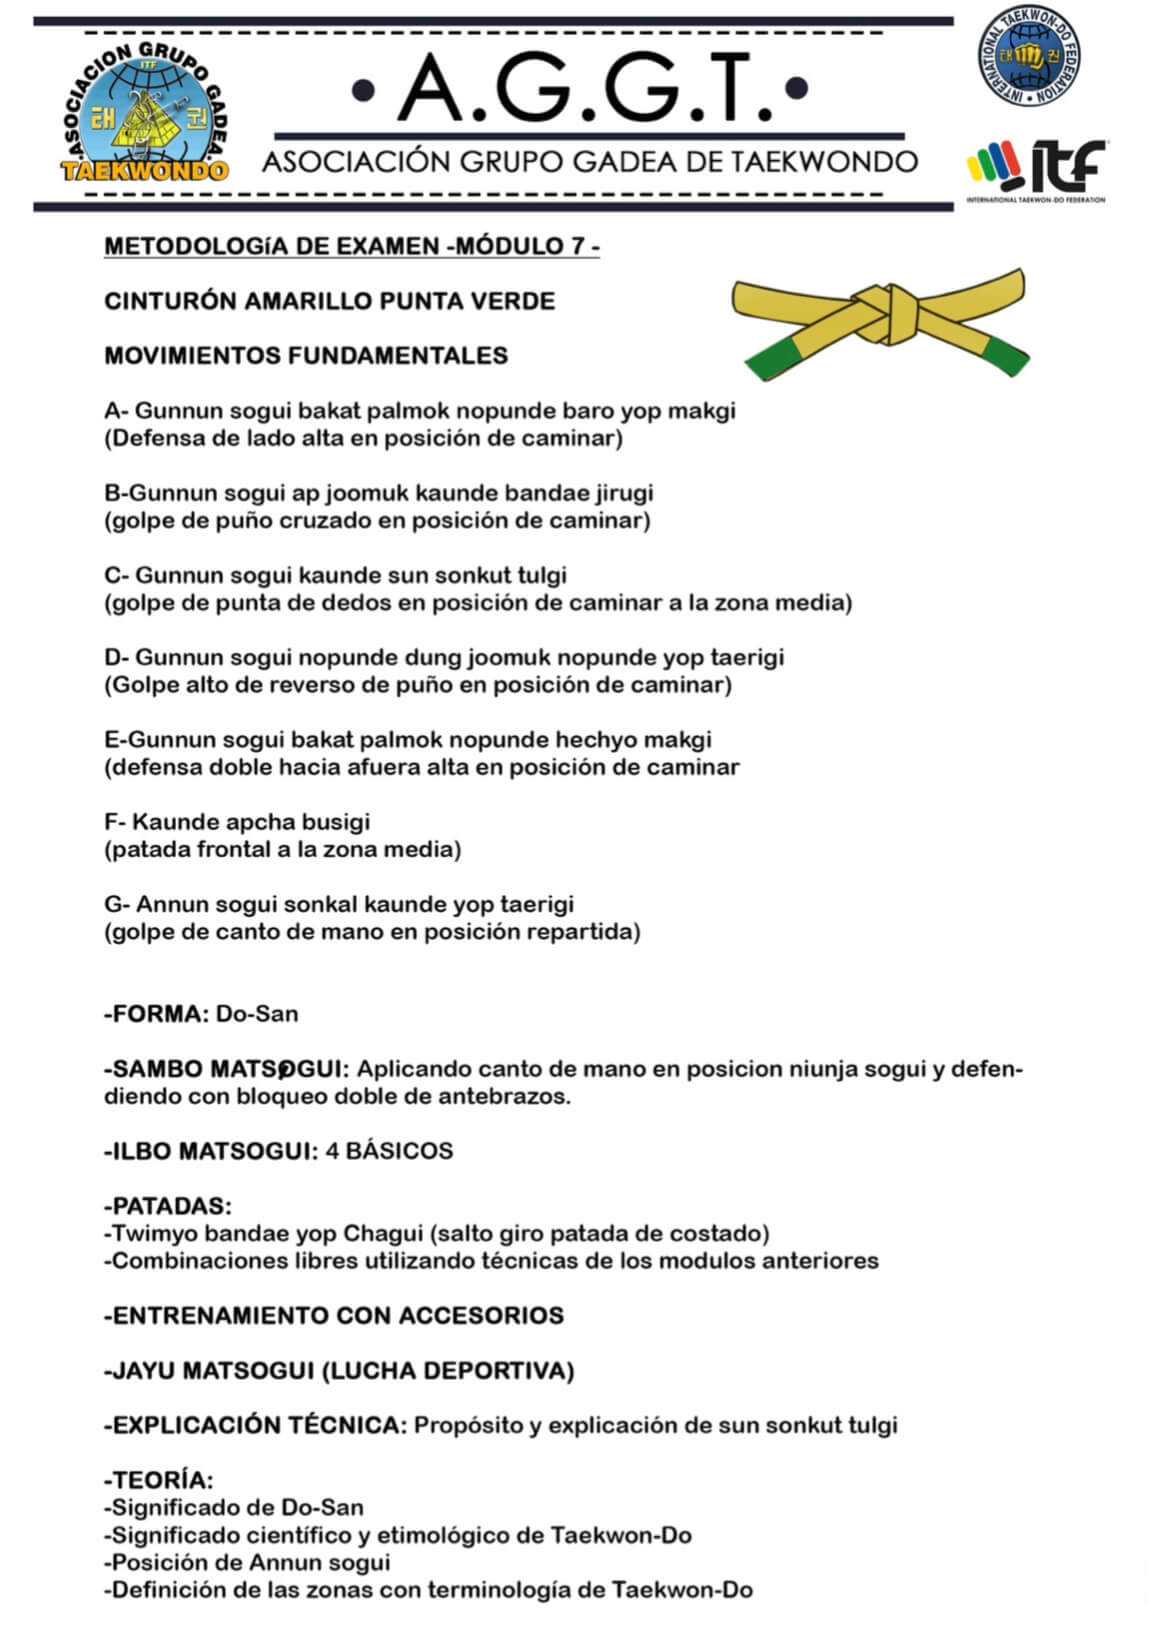 ASOCIACION GRUPO GADEA
ITF
태 권
TAEKWONDO
• A.G.G.T. •
ASOCIACIÓN GRUPO GADEA DE TAEKWONDO
INTERNATIONAL TAEKWON-DO FEDERATION
태 권
itf
INTERNATIONAL TAEKWON-DO FEDERATION
METODOLOGíA DE EXAMEN -MÓDULO 7 -
CINTURÓN AMARILLO PUNTA VERDE
MOVIMIENTOS FUNDAMENTALES
A- Gunnun sogui bakat palmok nopunde baro yop makgi
(Defensa de lado alta en posición de caminar)
B-Gunnun sogui ap joomuk kaunde bandae jirugi
(golpe de puño cruzado en posición de caminar)
C- Gunnun sogui kaunde sun sonkut tulgi
(golpe de punta de dedos en posición de caminar a la zona media)
D- Gunnun sogui nopunde dung joomuk nopunde yop taerigi
(Golpe alto de reverso de puño en posición de caminar)
E-Gunnun sogui bakat palmok nopunde hechyo makgi
(defensa doble hacia afuera alta en posición de caminar
F- Kaunde apcha busigi
(patada frontal a la zona media)
G- Annun sogui sonkal kaunde yop taerigi
(golpe de canto de mano en posición repartida)
-FORMA: Do-San
-SAMBO MATSOGUI: Aplicando canto de mano en posicion niunja sogui y defen-
diendo con bloqueo doble de antebrazos.
-ILBO MATSOGUI: 4 BÁSICOS
-PATADAS:
-Twimyo bandae yop Chagui (salto giro patada de costado)
-Combinaciones libres utilizando técnicas de los modulos anteriores
-ENTRENAMIENTO CON ACCESORIOS
-JAYU MATSOGUI (LUCHA DEPORTIVA)
-EXPLICACIÓN TÉCNICA: Propósito y explicación de sun sonkut tulgi
-TEORÍA:
-Significado de Do-San
-Significado científico y etimológico de Taekwon-Do
-Posición de Annun sogui
-Definición de las zonas con terminología de Taekwon-Do